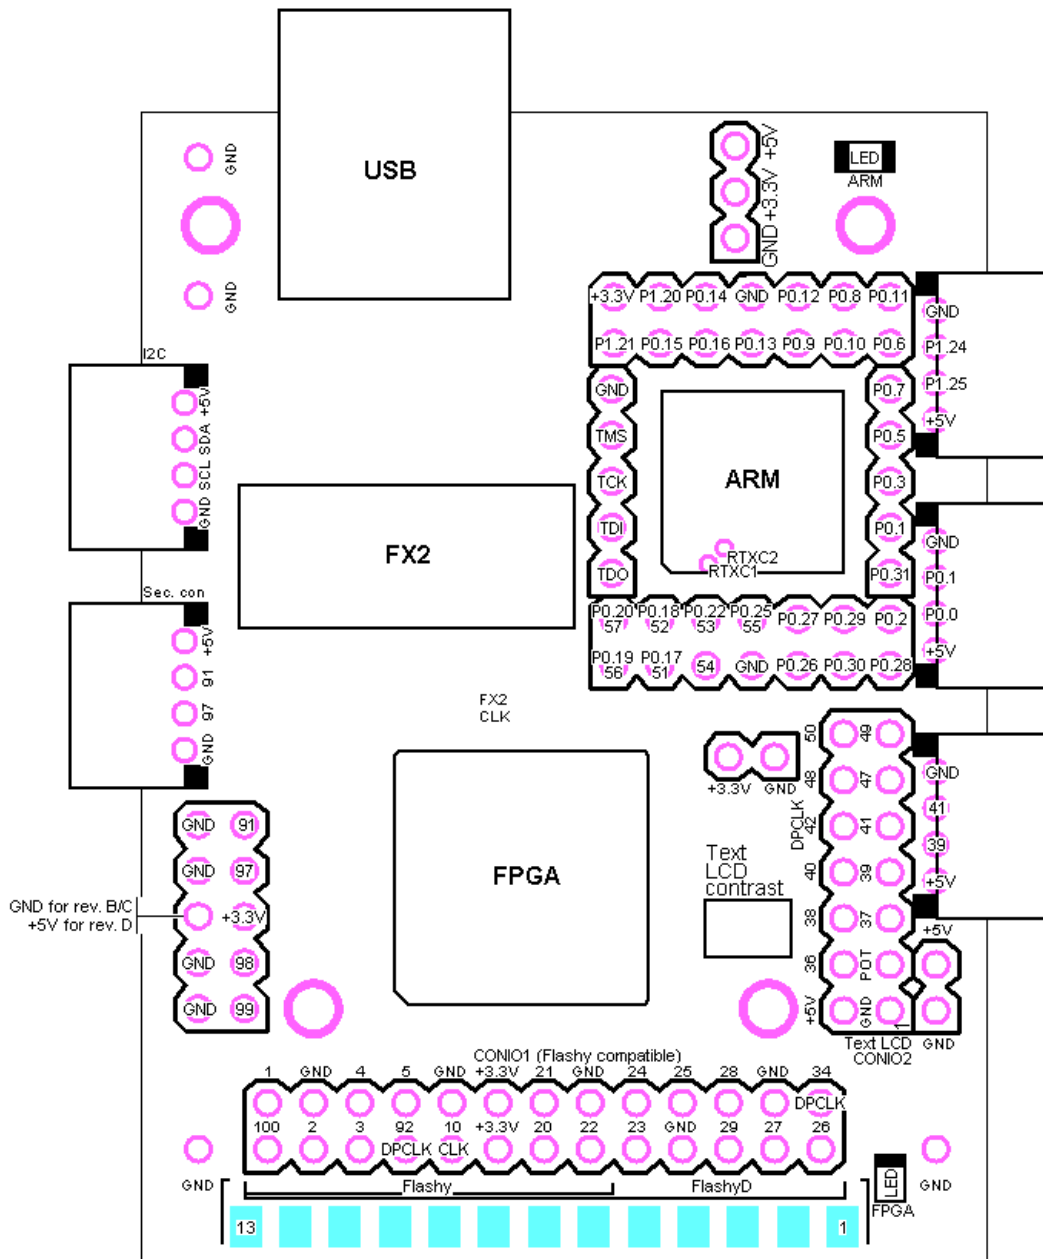 USB
GND
GND
+5V
+3.3V
GND
LED
ARM
+3.3V P1.20 P0.14 GND P0.12 P0.8 P0.11
P1.21 P0.15 P0.16 P0.13 P0.9 P0.10 P0.6
GND
P1.24
P1.25
+5V
I2C
+5V
SDA
SCL
GND
GND
TMS
TCK
TDI
TDO
ARM
RTXC2
RTXC1
P0.7
P0.5
P0.3
P0.1
P0.31
FX2
GND
P0.1
P0.0
+5V
Sec. con
+5V
91
97
GND
P0.20 P0.18 P0.22 P0.25 P0.27 P0.29 P0.2
57 52 53 55
P0.19 P0.17 54 GND P0.26 P0.30 P0.28
56 51
FX2
CLK
+3.3V GND
50 49
48 47
DPCLK
42 41
40 39
38 37
36 POT
+5V GND
1
Text LCD
CONIO2
GND
41
39
+5V
+5V
GND
Text
LCD
contrast
FPGA
GND 91
GND 97
GND for rev. B/C
+5V for rev. D
+3.3V
GND 98
GND 99
CONIO1 (Flashy compatible)
1 GND 4 5 GND +3.3V 21 GND 24 25 28 GND 34
DPCLK
100 2 3 92 10 +3.3V 20 22 23 GND 29 27 26
DPCLK CLK
GND
Flashy
FlashyD
LED
FPGA
GND
13
1